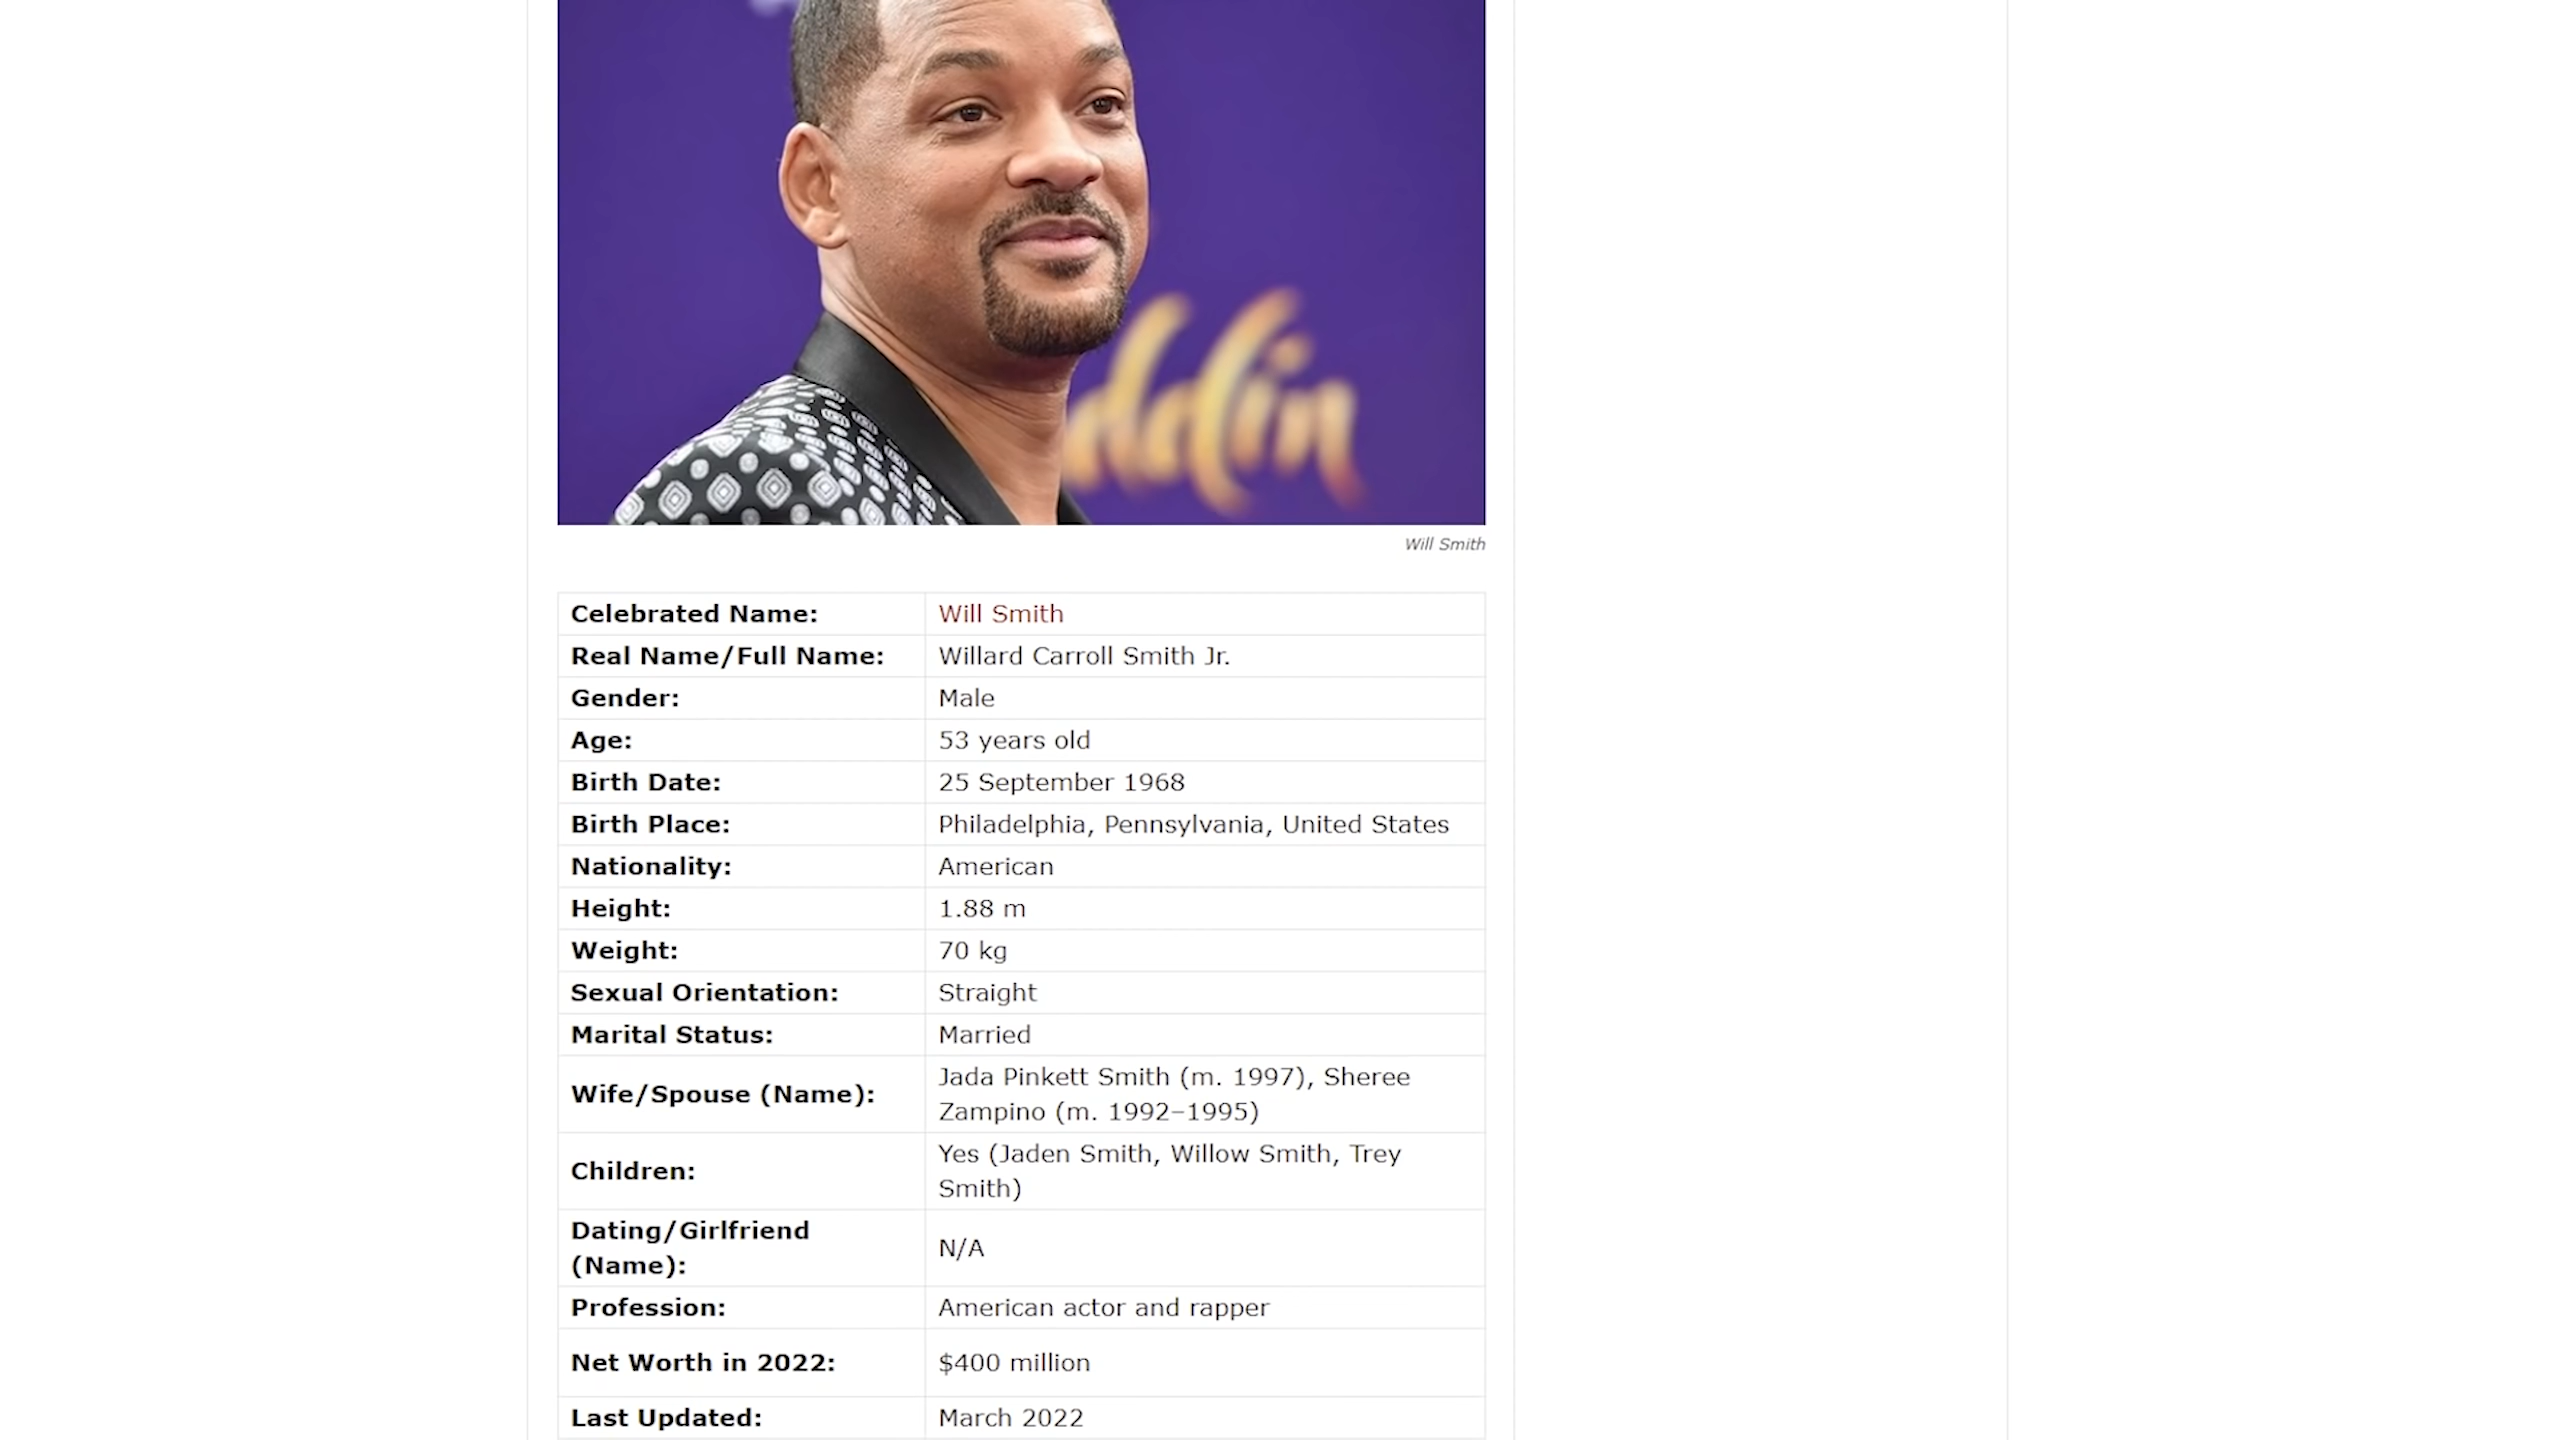 ddin
Will Smith
Celebrated Name: Will Smith
Real Name/Full Name: Willard Carroll Smith Jr.
Gender: Male
Age: 53 years old
Birth Date: 25 September 1968
Birth Place: Philadelphia, Pennsylvania, United States
Nationality: American
Height: 1.88 m
Weight: 70 kg
Sexual Orientation: Straight
Marital Status: Married
Wife/Spouse (Name): Jada Pinkett Smith (m. 1997), Sheree
Zampino (m. 1992–1995)
Children: Yes (Jaden Smith, Willow Smith, Trey
Smith)
Dating/Girlfriend
(Name): N/A
Profession: American actor and rapper
Net Worth in 2022: $400 million
Last Updated: March 2022